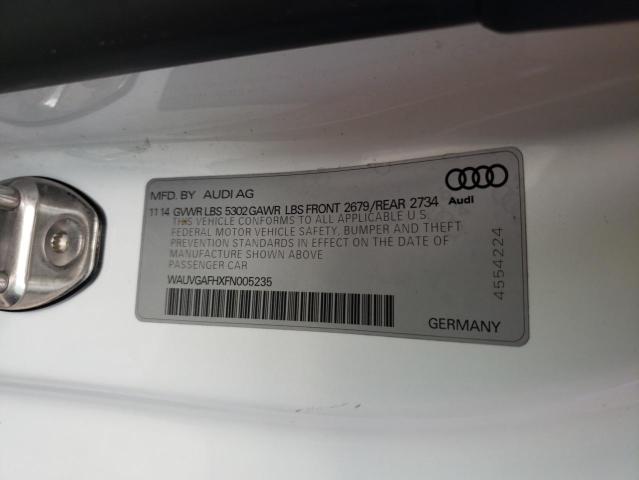 MFD. BY AUDI AG
11 14 GVWR LBS 5302 GAWR LBS FRONT 2679/REAR 2734
THIS VEHICLE CONFORMS TO ALL APPLICABLE U.S.
FEDERAL MOTOR VEHICLE SAFETY, BUMPER AND THEFT
PREVENTION STANDARDS IN EFFECT ON THE DATE OF
MANUFACTURE SHOWN ABOVE
PASSENGER CAR
WAUVGAFHXFN005235
GERMANY
Audi
4554224